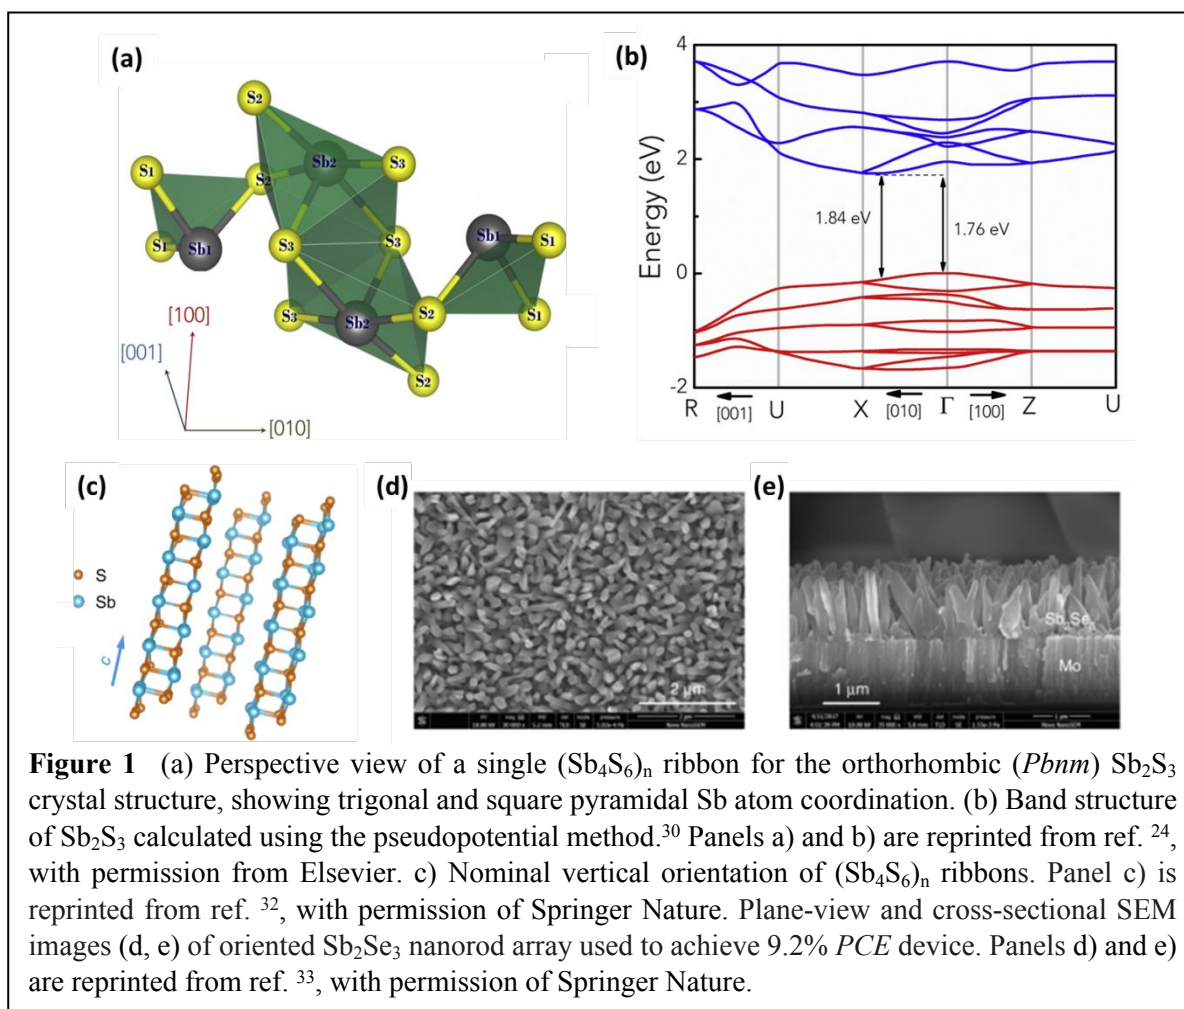 (a)
S2
Sb2
S3
S1
S2
S1
Sb1
S3
S3
Sb1
S1
S3
Sb2
S2
S1
S2
[100]
[001]
[010]
(b)
Energy (eV)
4
2
0
-2
1.84 eV
1.76 eV
R
[001]
U
X
[010]
Γ
[100]
Z
U
(c)
S
Sb
c
(d)
2 μm
(e)
Mo
1 μm
Figure 1 (a) Perspective view of a single (Sb₄S₆)ₙ ribbon for the orthorhombic (Pbnm) Sb₂S₃
crystal structure, showing trigonal and square pyramidal Sb atom coordination. (b) Band structure
of Sb₂S₃ calculated using the pseudopotential method.³⁰ Panels a) and b) are reprinted from ref. ²⁴,
with permission from Elsevier. c) Nominal vertical orientation of (Sb₄S₆)ₙ ribbons. Panel c) is
reprinted from ref. ³², with permission of Springer Nature. Plane-view and cross-sectional SEM
images (d, e) of oriented Sb₂Se₃ nanorod array used to achieve 9.2% PCE device. Panels d) and e)
are reprinted from ref. ³³, with permission of Springer Nature.